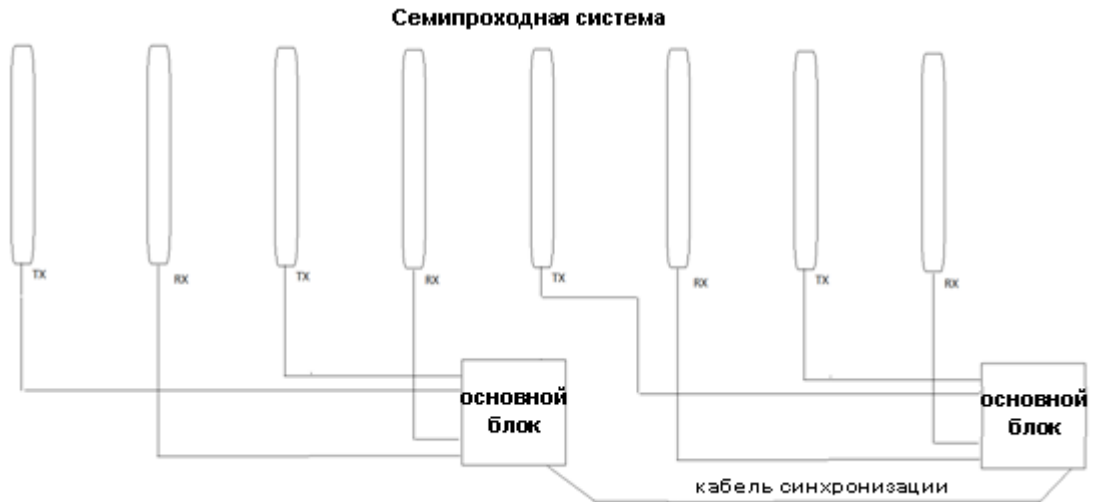 Семипроходная система
TX
RX
TX
RX
TX
RX
TX
RX
основной
блок
основной
блок
кабель синхронизации